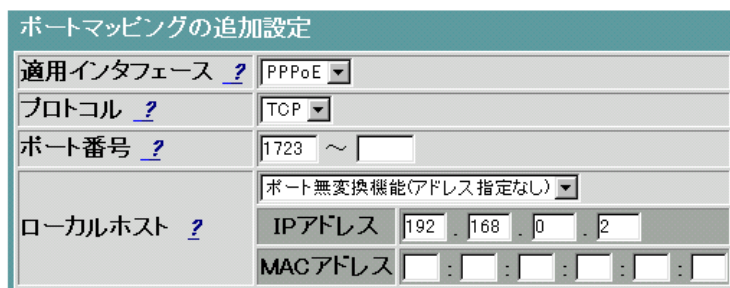 ポートマッピングの追加設定
適用インタフェース ? PPPoE
プロトコル ? TCP
ポート番号 ? 1723 ～
ポート無変換機能(アドレス指定なし)
ローカルホスト ? IPアドレス 192 . 168 . 0 . 2
MACアドレス : : : : :